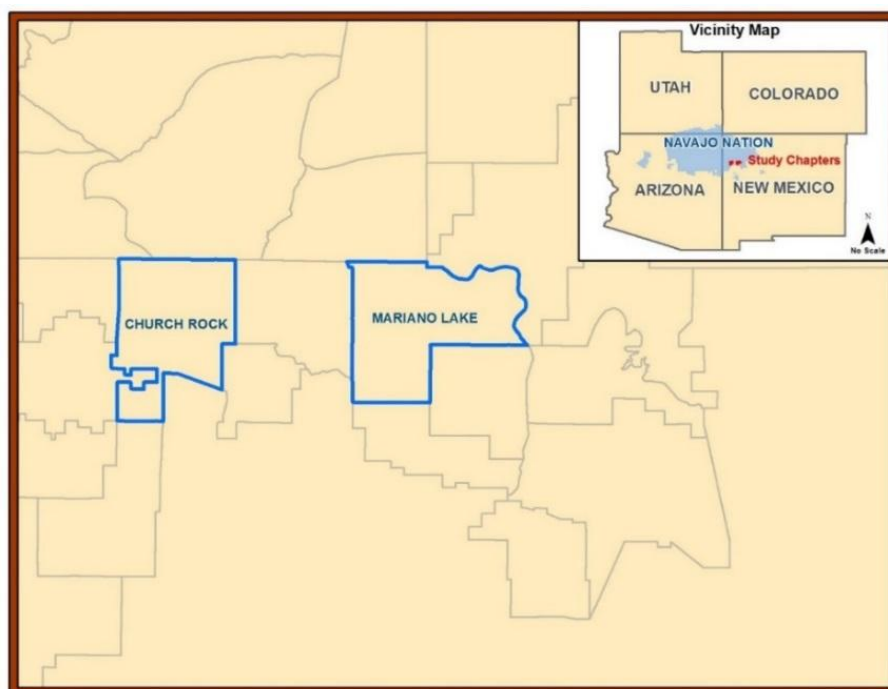 Vicinity Map
UTAH
COLORADO
NAVAJO NATION
Study Chapters
ARIZONA
NEW MEXICO
N
No Scale
CHURCH ROCK
MARIANO LAKE